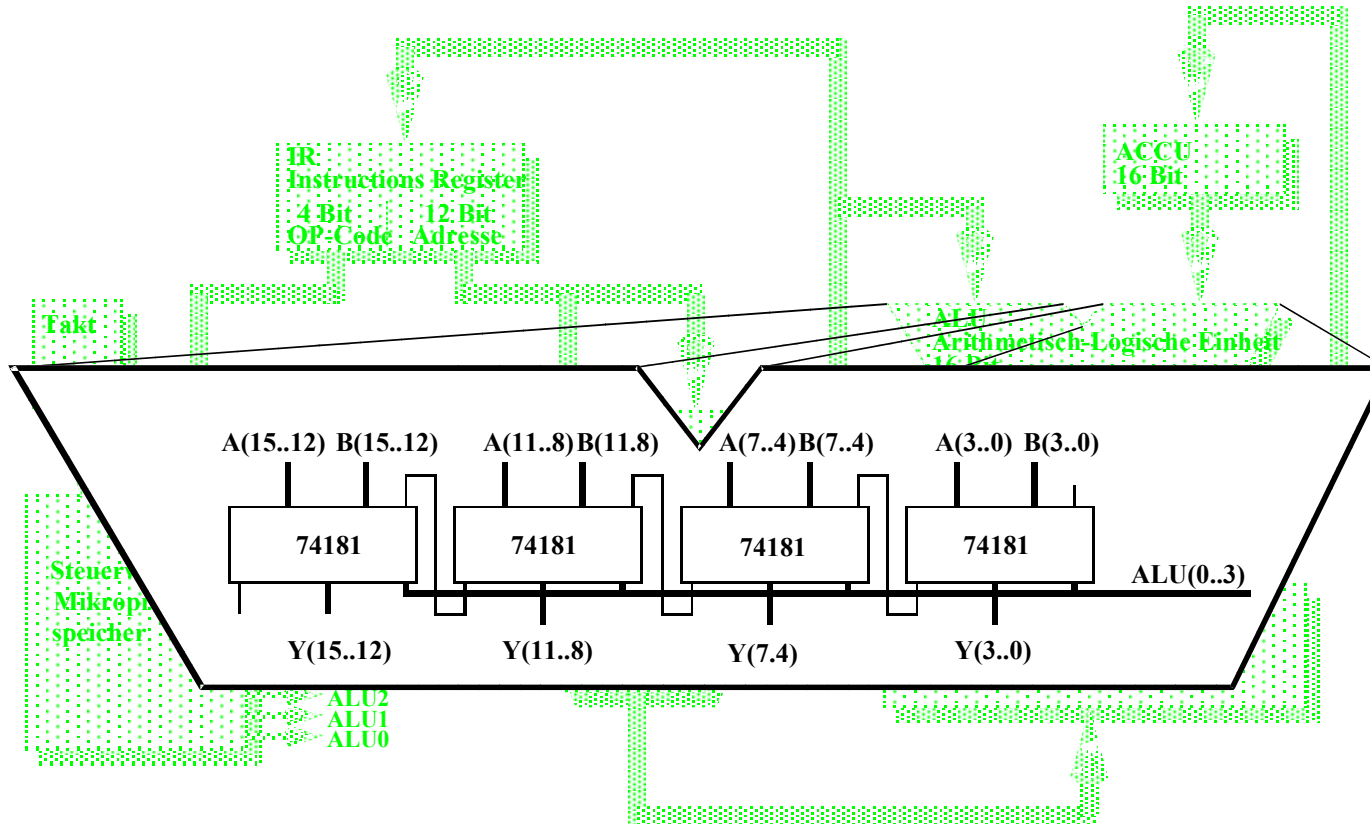 IR
Instructions Register
4 Bit 12 Bit
OP-Code Adresse
ACCU
16 Bit
Takt
ALU
Arithmetisch-Logische Einheit
16 Bit
A(15..12) B(15..12) A(11..8) B(11.8) A(7..4) B(7..4) A(3..0) B(3..0)
74181 74181 74181 74181
ALU(0..3)
Y(15..12) Y(11..8) Y(7.4) Y(3..0)
speicher
ALU2
ALU1
ALU0